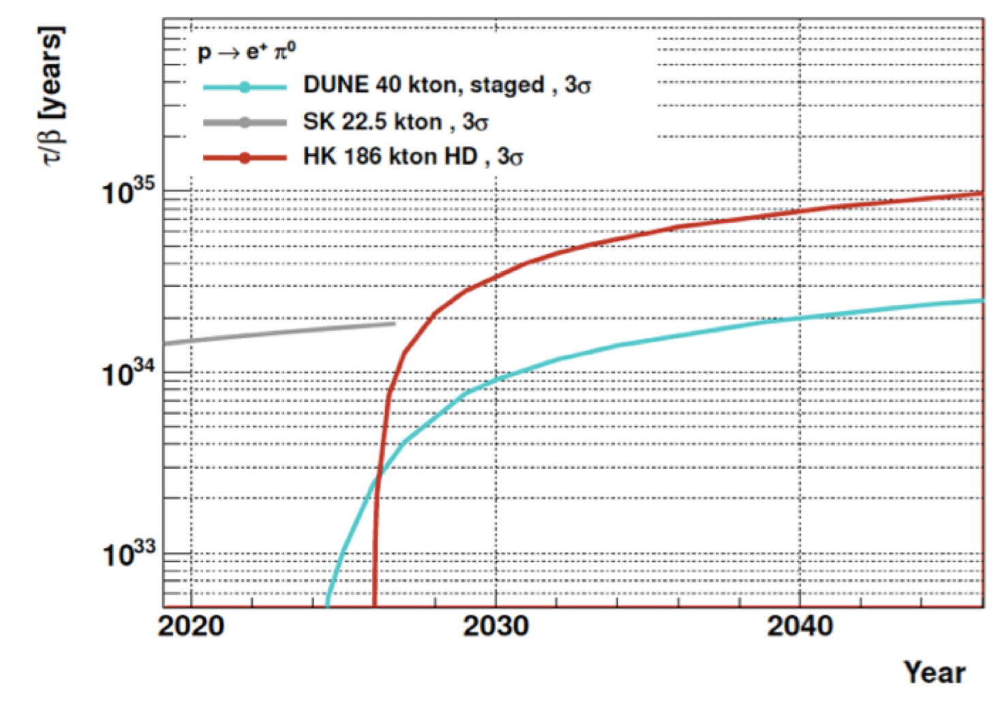 τ/β [years]
p → e⁺ π⁰
DUNE 40 kton, staged , 3σ
SK 22.5 kton , 3σ
HK 186 kton HD , 3σ
10³⁵
10³⁴
10³³
2020 2030 2040
Year